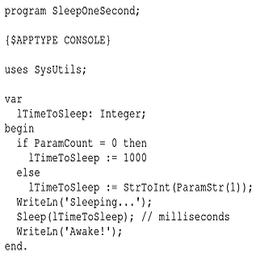 program SleepOneSecond;
{$APPTYPE CONSOLE}
uses SysUtils;
var
  lTimeToSleep: Integer;
begin
  if ParamCount = 0 then
    lTimeToSleep := 1000
  else
    lTimeToSleep := StrToInt(ParamStr(1));
  WriteLn('Sleeping...');
  Sleep(lTimeToSleep); // milliseconds
  WriteLn('Awake!');
end.